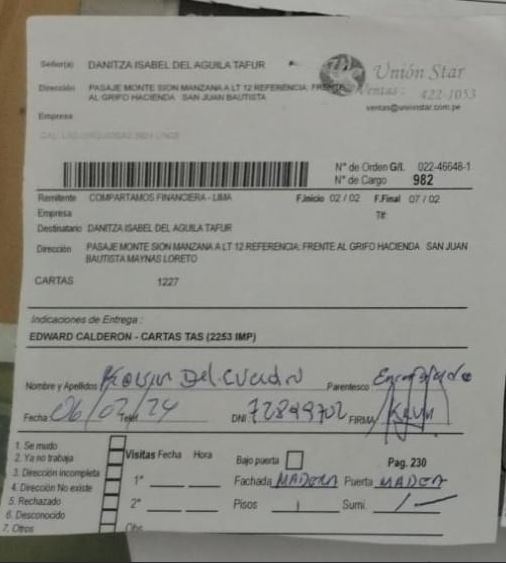 Señor(a) DANITZA ISABEL DEL AGUILA TAFUR
Unión Star
Ventas: 422-1053
ventas@unionstar.com.pe
Dirección PASAJE MONTE SION MANZANA A LT 12 REFERENCIA: FRENTE
AL GRIFO HACIENDA SAN JUAN BAUTISTA
Empresa
N° de Orden G/I. 022-46648-1
N° de Cargo 982
Remitente COMPARTAMOS FINANCIERA - LIMA F.Inicio 02 / 02 F.Final 07 / 02
Empresa Tlf:
Destinatario DANITZA ISABEL DEL AGUILA TAFUR
Dirección PASAJE MONTE SION MANZANA A LT 12 REFERENCIA: FRENTE AL GRIFO HACIENDA SAN JUAN
BAUTISTA MAYNAS LORETO
CARTAS 1227
Indicaciones de Entrega :
EDWARD CALDERON - CARTAS TAS (2253 IMP)
Nombre y Apellidos Del Parentesco
Fecha 06/02/24 Telef. DNI 72899702 FIRMA Kevin
1. Se mudo
2. Ya no trabaja
3. Dirección incompleta
4. Dirección No existe
5. Rechazado
6. Desconocido
7. Otros
Visitas Fecha Hora Bajo puerta Pag. 230
1° Fachada MADERA Puerta MADERA
2° Pisos 1 Sumi. / —
Obs.